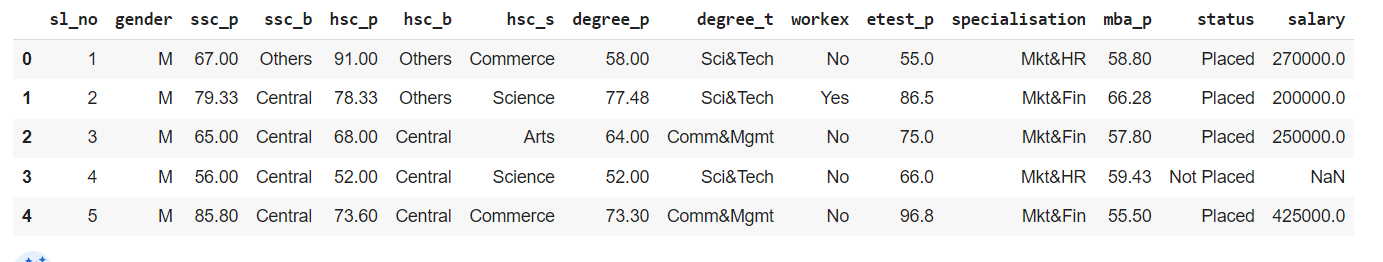 sl_no gender ssc_p ssc_b hsc_p hsc_b hsc_s degree_p degree_t workex etest_p specialisation mba_p status salary
0 1 M 67.00 Others 91.00 Others Commerce 58.00 Sci&Tech No 55.0 Mkt&HR 58.80 Placed 270000.0
1 2 M 79.33 Central 78.33 Others Science 77.48 Sci&Tech Yes 86.5 Mkt&Fin 66.28 Placed 200000.0
2 3 M 65.00 Central 68.00 Central Arts 64.00 Comm&Mgmt No 75.0 Mkt&Fin 57.80 Placed 250000.0
3 4 M 56.00 Central 52.00 Central Science 52.00 Sci&Tech No 66.0 Mkt&HR 59.43 Not Placed NaN
4 5 M 85.80 Central 73.60 Central Commerce 73.30 Comm&Mgmt No 96.8 Mkt&Fin 55.50 Placed 425000.0